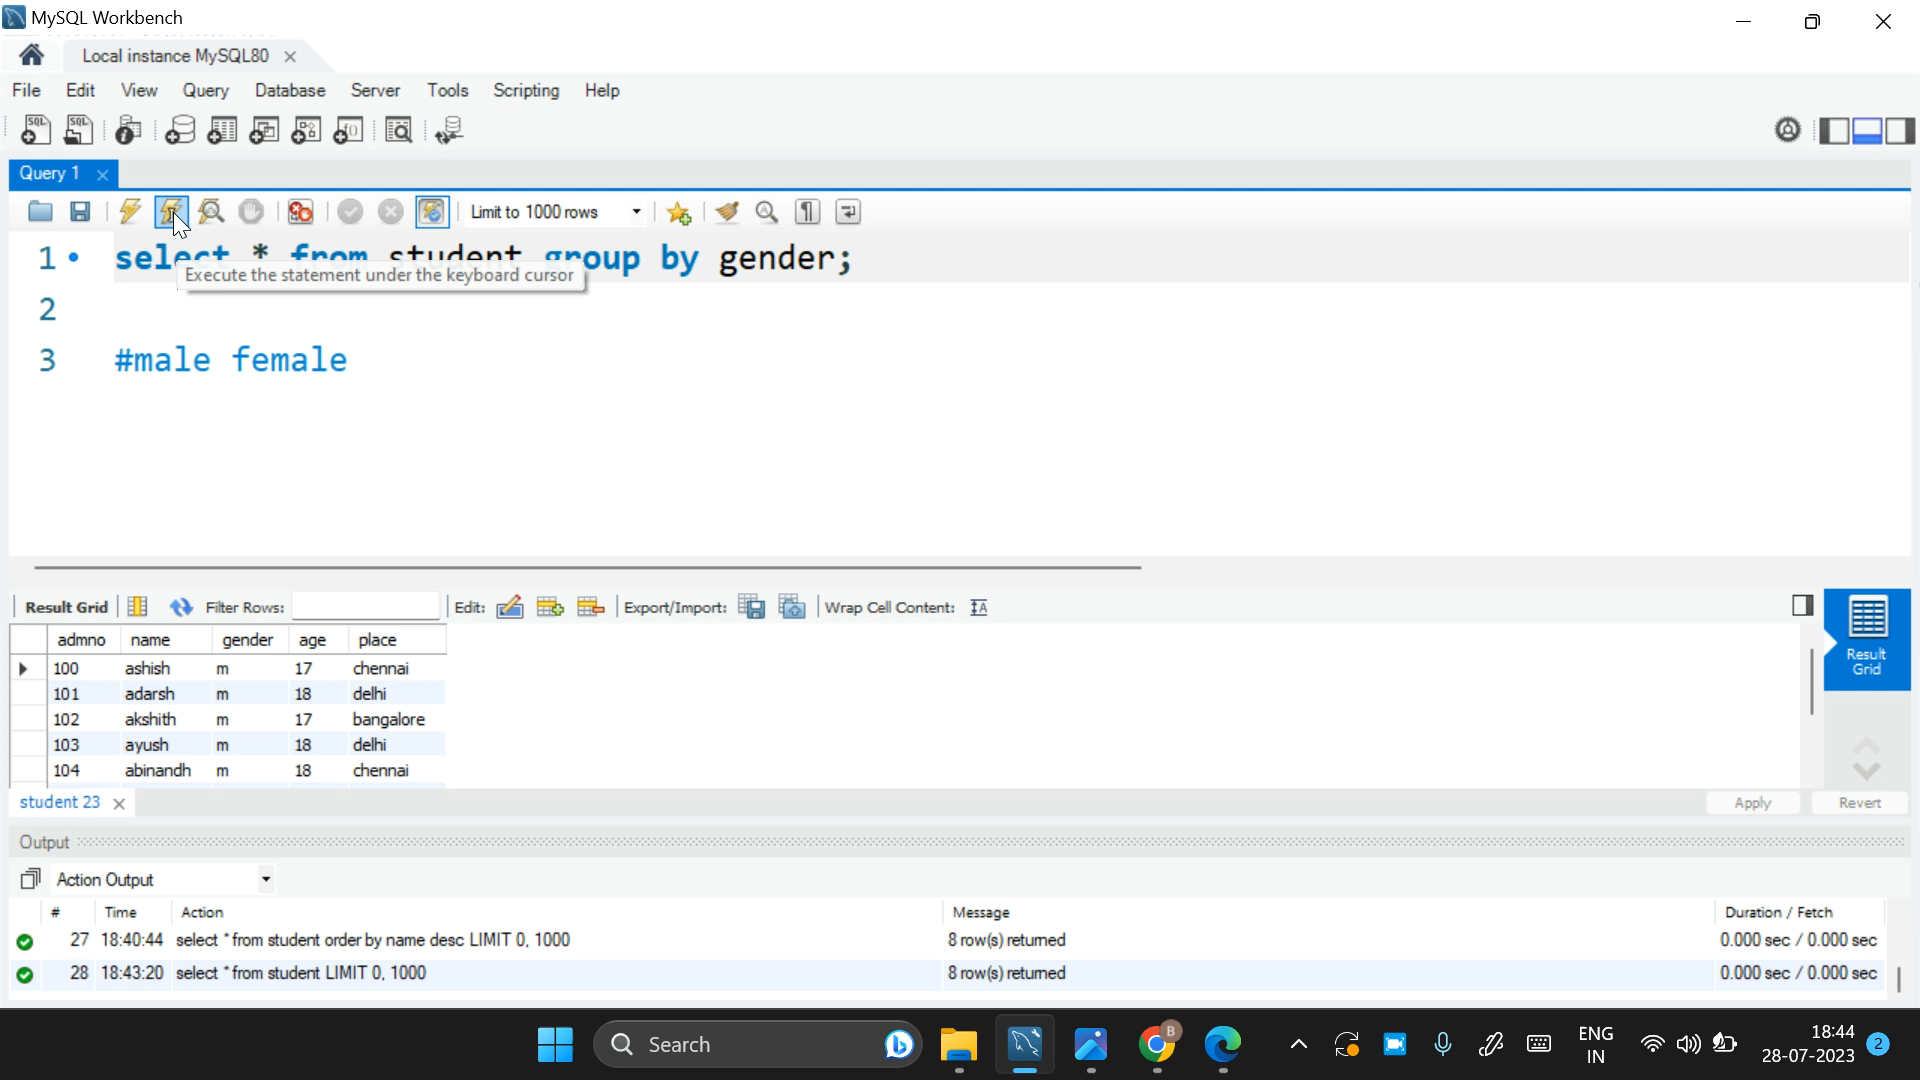 MySQL Workbench
Local instance MySQL80
File Edit View Query Database Server Tools Scripting Help
Query 1
Limit to 1000 rows
1 select * from student group by gender;
Execute the statement under the keyboard cursor
2
3 #male female
Result Grid Filter Rows: Edit: Export/Import: Wrap Cell Content:
Result
Grid
admno name gender age place
100 ashish m 17 chennai
101 adarsh m 18 delhi
102 akshith m 17 bangalore
103 ayush m 18 delhi
104 abinandh m 18 chennai
student 23 Apply Revert
Output
Action Output
# Time Action Message Duration / Fetch
27 18:40:44 select * from student order by name desc LIMIT 0, 1000 8 row(s) returned 0.000 sec / 0.000 sec
28 18:43:20 select * from student LIMIT 0, 1000 8 row(s) returned 0.000 sec / 0.000 sec
Search
B
ENG
IN
18:44
28-07-2023
2